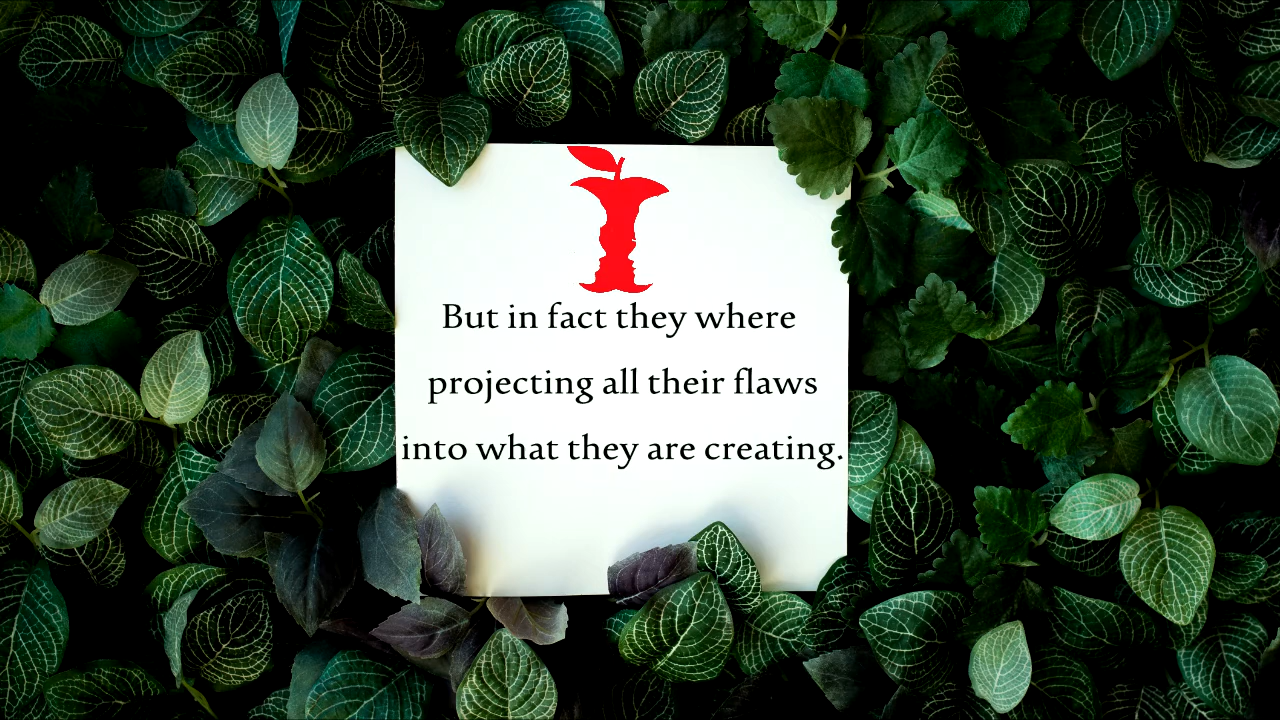 But in fact they where
projecting all their flaws
into what they are creating.